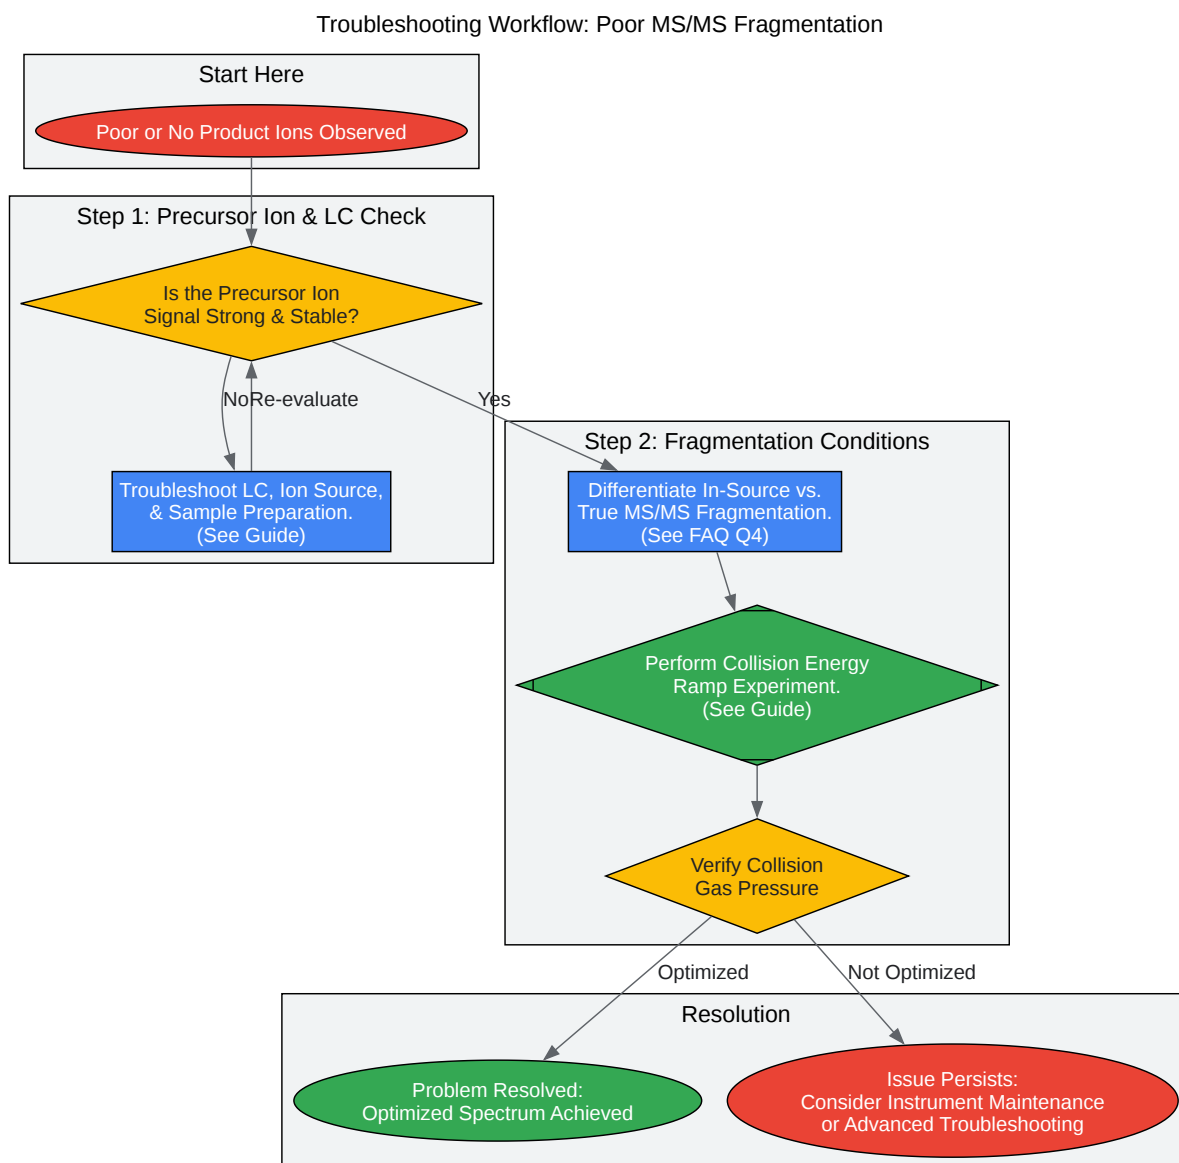 Troubleshooting Workflow: Poor MS/MS Fragmentation
Start Here
Poor or No Product Ions Observed
Step 1: Precursor Ion & LC Check
Is the Precursor Ion
Signal Strong & Stable?
No
Re-evaluate
Yes
Troubleshoot LC, Ion Source,
& Sample Preparation.
(See Guide)
Step 2: Fragmentation Conditions
Differentiate In-Source vs.
True MS/MS Fragmentation.
(See FAQ Q4)
Perform Collision Energy
Ramp Experiment.
(See Guide)
Verify Collision
Gas Pressure
Optimized
Not Optimized
Resolution
Problem Resolved:
Optimized Spectrum Achieved
Issue Persists:
Consider Instrument Maintenance
or Advanced Troubleshooting